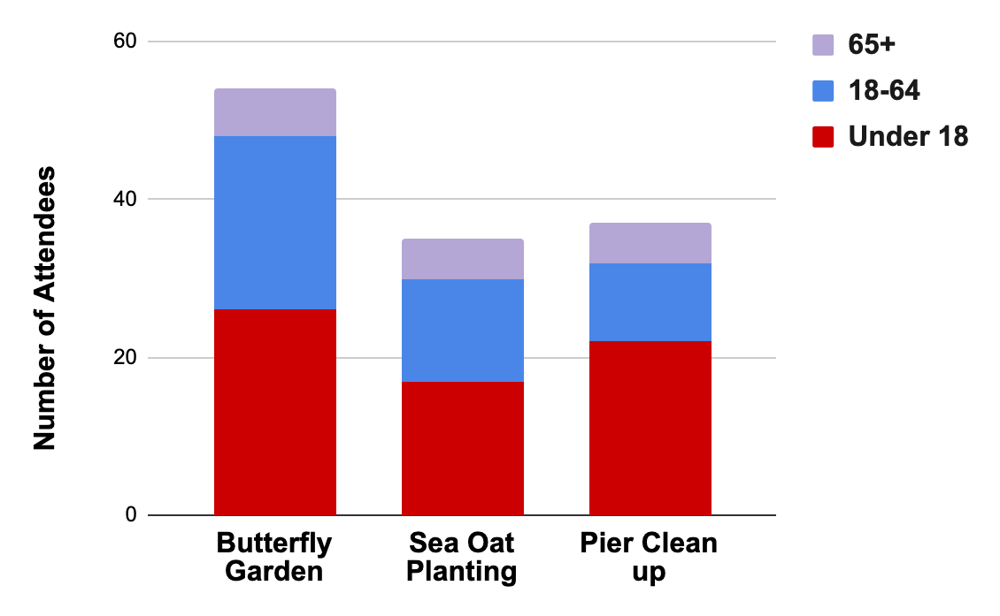 60
40
20
0
Number of Attendees
Butterfly
Garden
Sea Oat
Planting
Pier Clean
up
65+
18-64
Under 18